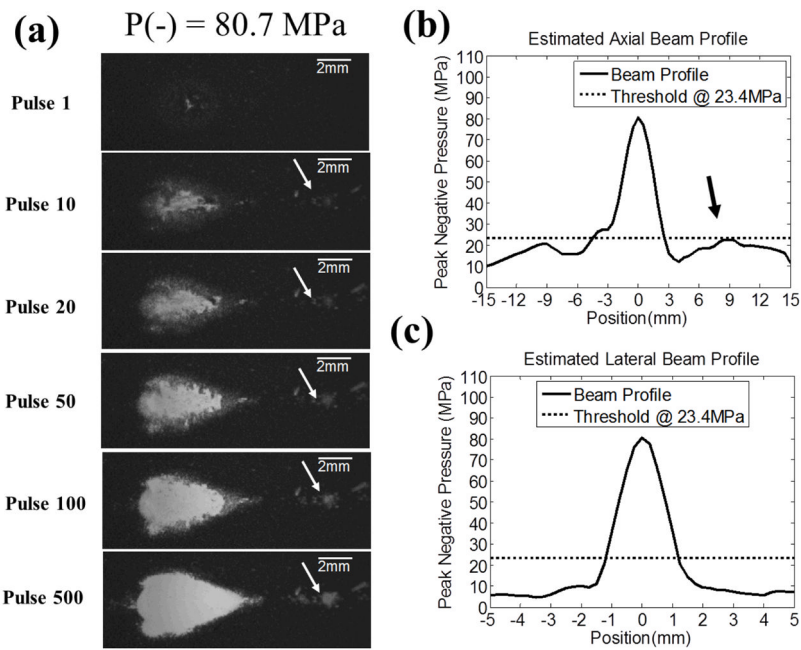 (a)
P(-) = 80.7 MPa
Pulse 1
2mm
Pulse 10
2mm
Pulse 20
2mm
Pulse 50
2mm
Pulse 100
2mm
Pulse 500
2mm
(b)
Estimated Axial Beam Profile
Peak Negative Pressure (MPa)
110
100
90
80
70
60
50
40
30
20
10
0
Beam Profile
Threshold @ 23.4MPa
-15 -12 -9 -6 -3 0 3 6 9 12 15
Position(mm)
(c)
Estimated Lateral Beam Profile
Peak Negative Pressure (MPa)
110
100
90
80
70
60
50
40
30
20
10
0
Beam Profile
Threshold @ 23.4MPa
-5 -4 -3 -2 -1 0 1 2 3 4 5
Position(mm)